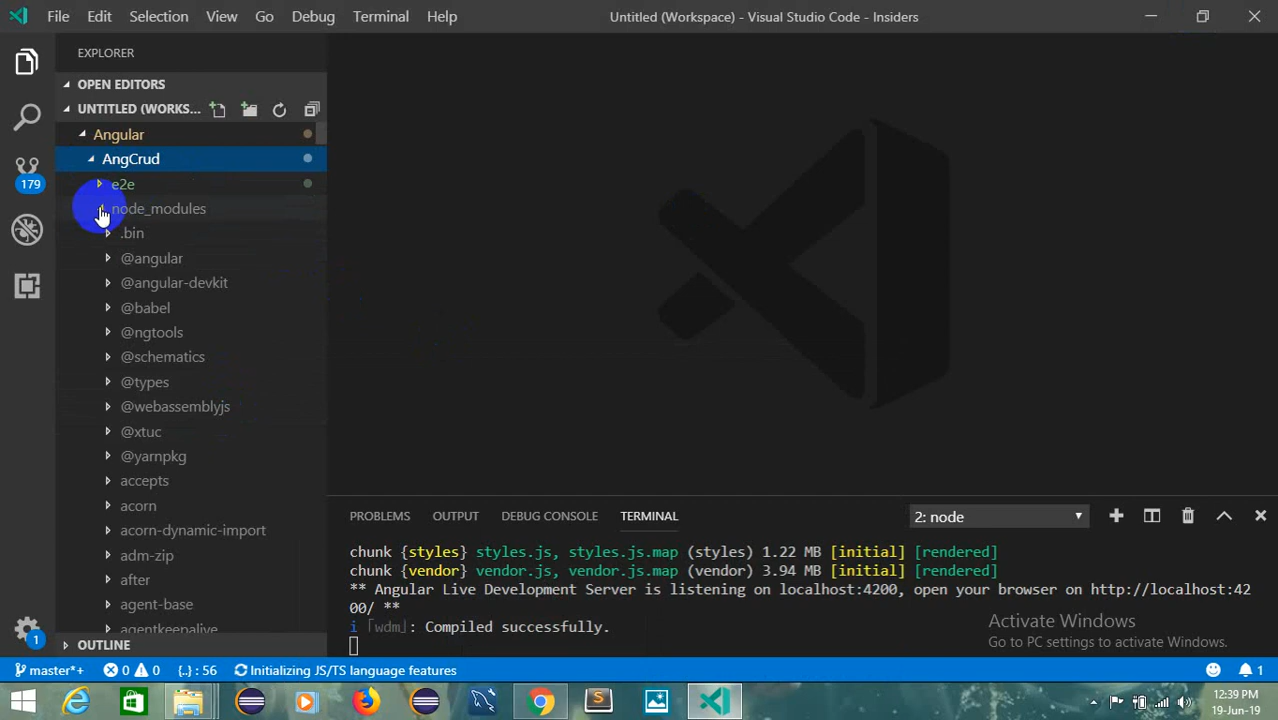 File Edit Selection View Go Debug Terminal Help Untitled (Workspace) - Visual Studio Code - Insiders
EXPLORER
OPEN EDITORS
UNTITLED (WORKS...
Angular
AngCrud
e2e
179
node_modules
.bin
@angular
@angular-devkit
@babel
@ngtools
@schematics
@types
@webassemblyjs
@xtuc
@yarnpkg
accepts
acorn
acorn-dynamic-import
adm-zip
after
agent-base
agentkeepalive
OUTLINE
1
PROBLEMS OUTPUT DEBUG CONSOLE TERMINAL 2: node
chunk {styles} styles.js, styles.js.map (styles) 1.22 MB [initial] [rendered]
chunk {vendor} vendor.js, vendor.js.map (vendor) 3.94 MB [initial] [rendered]
** Angular Live Development Server is listening on localhost:4200, open your browser on http://localhost:42
00/ **
i ｢wdm｣: Compiled successfully.
Activate Windows
Go to PC settings to activate Windows.
master*+ 0 0 {..} : 56 Initializing JS/TS language features 1
12:39 PM
19-Jun-19